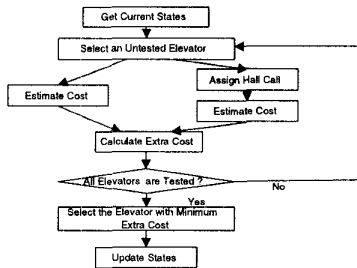 Get Current States
Select an Untested Elevator
Assign Hall Call
Estimate Cost
Estimate Cost
Calculate Extra Cost
All Elevators are Tested ?
No
Yes
Select the Elevator with Minimum
Extra Cost
Update States